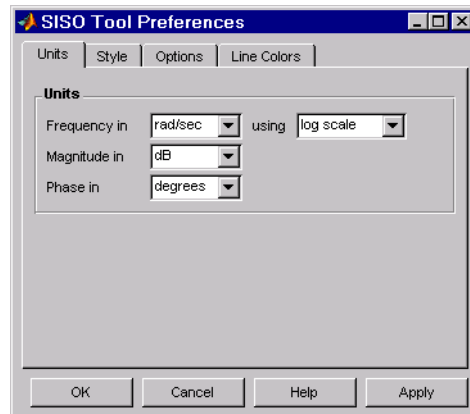 SISO Tool Preferences
Units Style Options Line Colors
Units
Frequency in rad/sec using log scale
Magnitude in dB
Phase in degrees
OK Cancel Help Apply